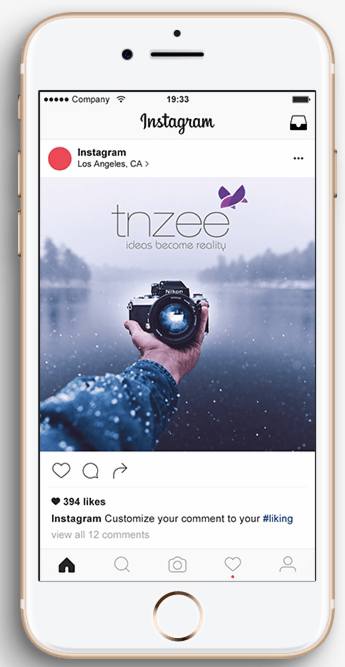 Company 19:33
Instagram
Instagram
Los Angeles, CA >
tnzee
ideas become reality
Nikon
394 likes
Instagram Customize your comment to your #liking
view all 12 comments